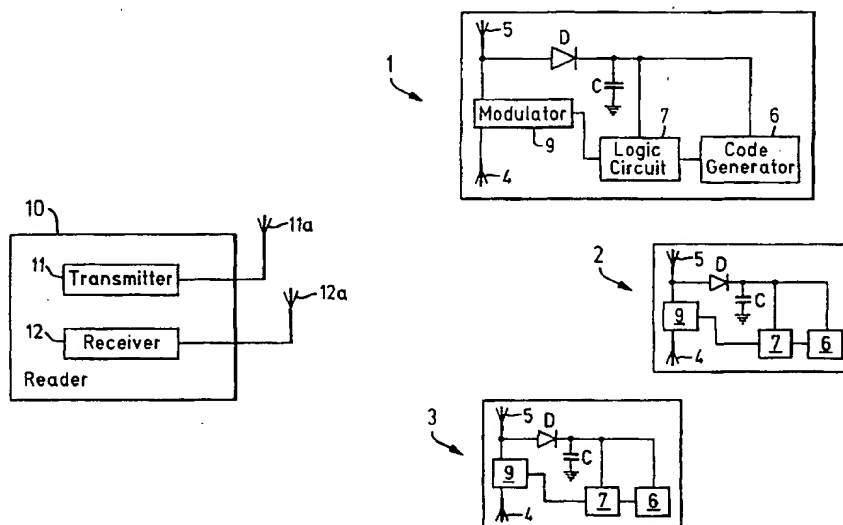 5
D
1
C
Modulator
9
7
6
Logic
Circuit
Code
Generator
4
10
11a
11
Transmitter
12a
12
Receiver
Reader
2
5
D
C
9
7
6
4
3
5
D
C
9
7
6
4